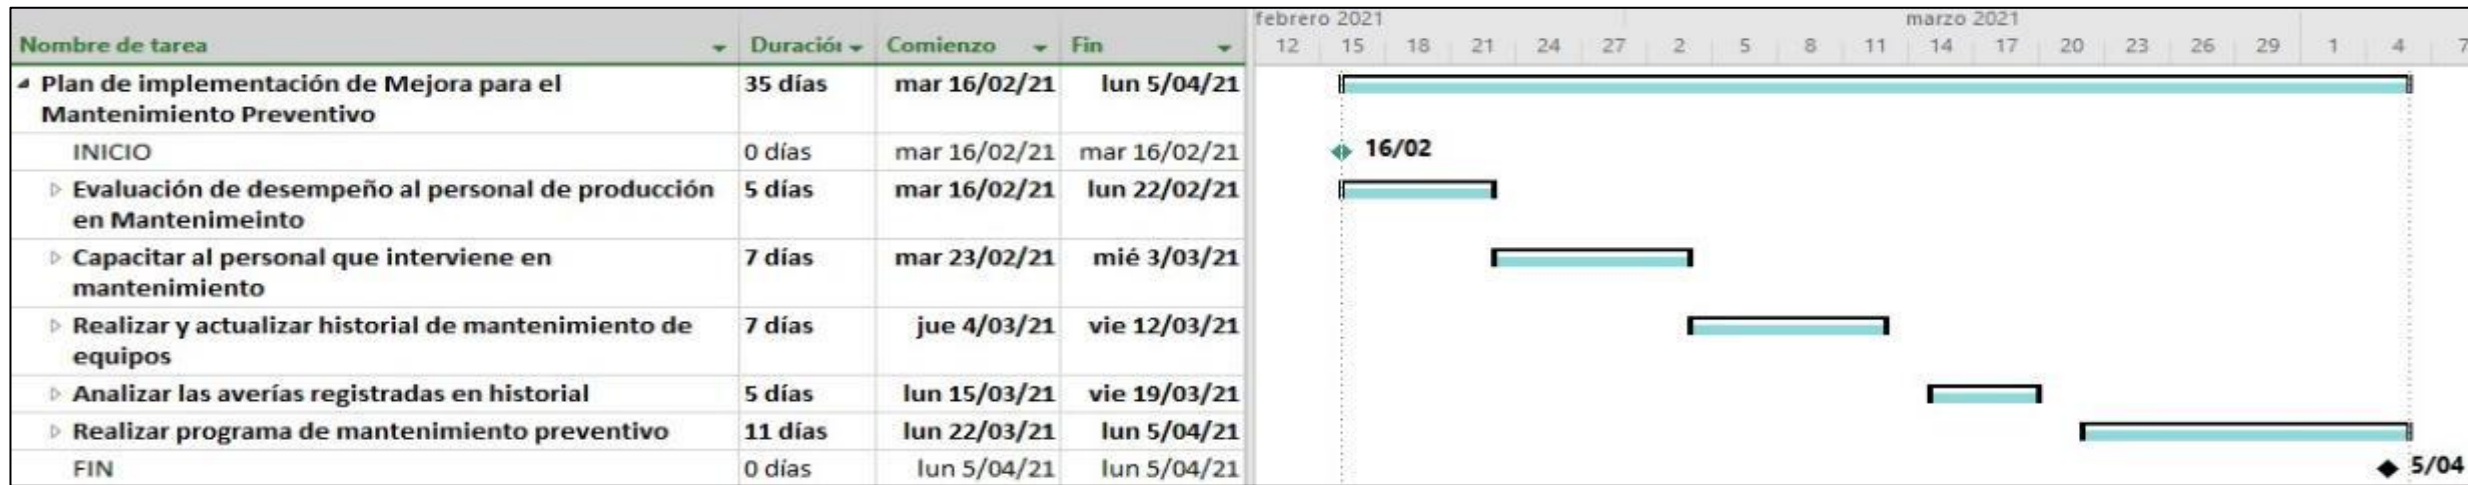 febrero 2021 marzo 2021
Nombre de tarea Duración Comienzo Fin 12 15 18 21 24 27 2 5 8 11 14 17 20 23 26 29 1 4 7
Plan de implementación de Mejora para el 35 días mar 16/02/21 lun 5/04/21
Mantenimiento Preventivo
INICIO 0 días mar 16/02/21 mar 16/02/21 16/02
Evaluación de desempeño al personal de producción 5 días mar 16/02/21 lun 22/02/21
en Mantenimeinto
Capacitar al personal que interviene en 7 días mar 23/02/21 mié 3/03/21
mantenimiento
Realizar y actualizar historial de mantenimiento de 7 días jue 4/03/21 vie 12/03/21
equipos
Analizar las averías registradas en historial 5 días lun 15/03/21 vie 19/03/21
Realizar programa de mantenimiento preventivo 11 días lun 22/03/21 lun 5/04/21
FIN 0 días lun 5/04/21 lun 5/04/21 5/04